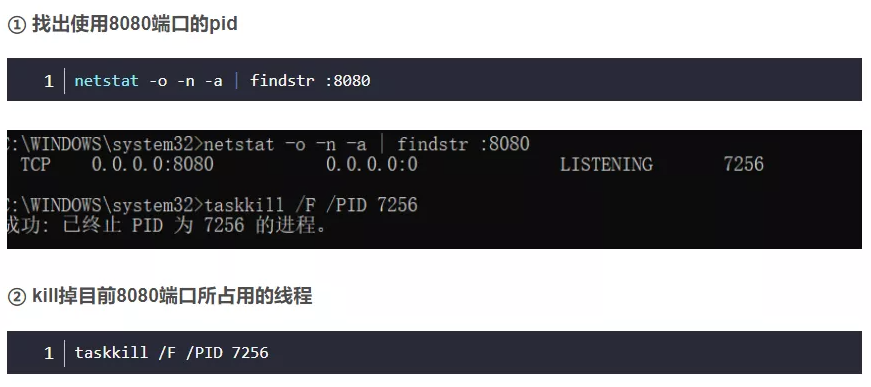 ① 找出使用8080端口的pid
1 netstat -o -n -a | findstr :8080
:\WINDOWS\system32>netstat -o -n -a | findstr :8080
TCP 0.0.0.0:8080 0.0.0.0:0 LISTENING 7256
:\WINDOWS\system32>taskkill /F /PID 7256
成功: 已终止 PID 为 7256 的进程。
② kill掉目前8080端口所占用的线程
1 taskkill /F /PID 7256